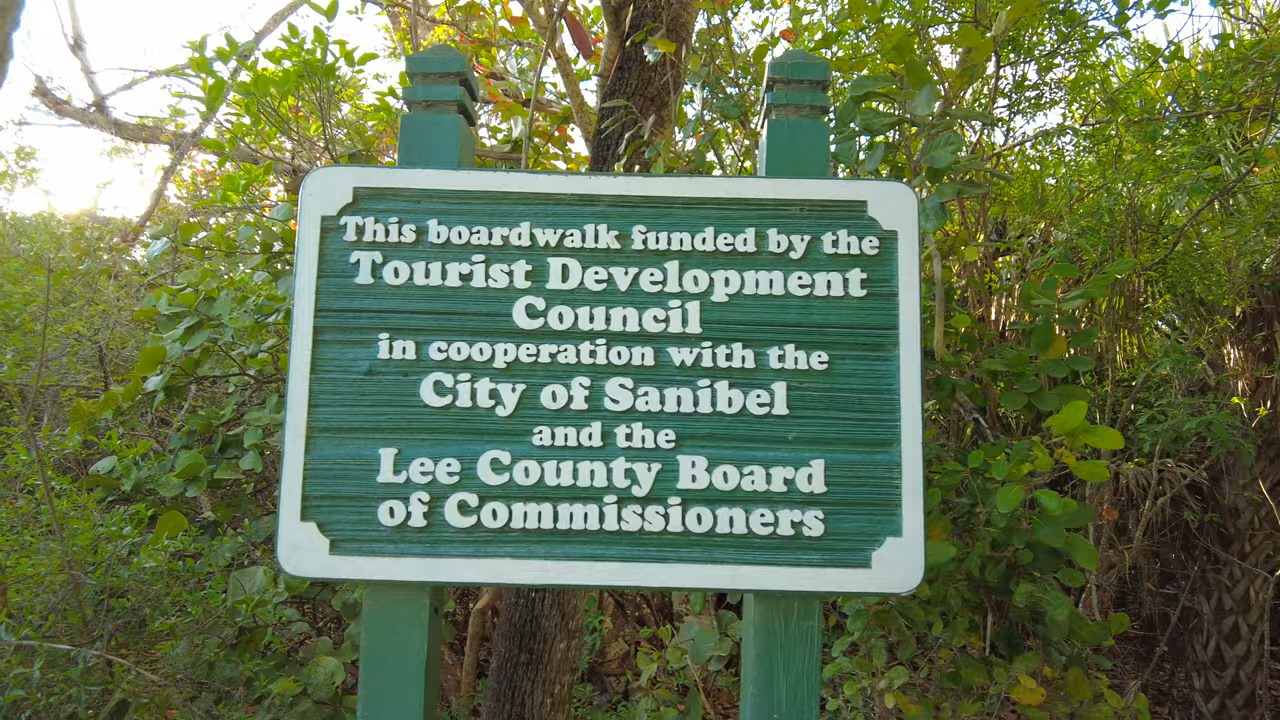 This boardwalk funded by the
Tourist Development
Council
in cooperation with the
City of Sanibel
and the
Lee County Board
of Commissioners